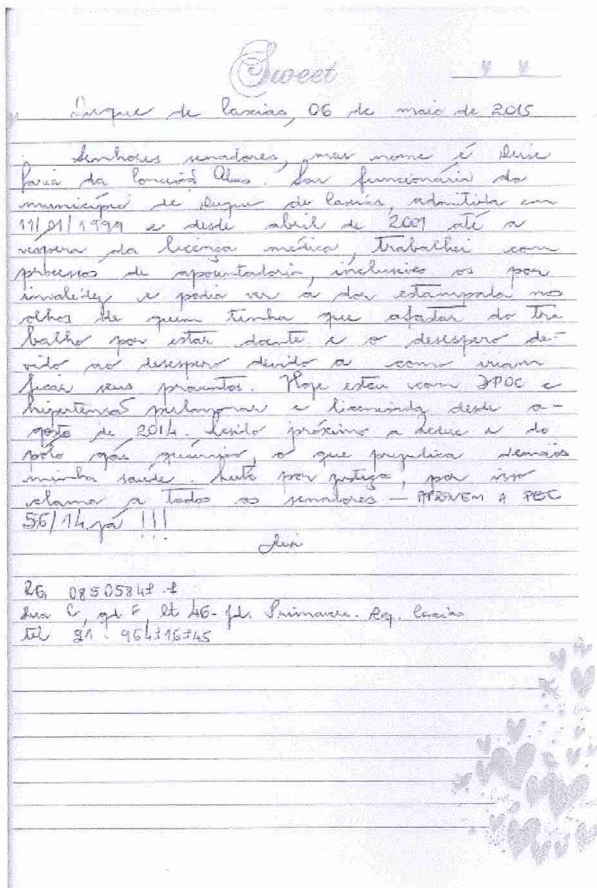 Sweet
Duque de Caxias, 06 de maio de 2015
Senhores senadores, meu nome é
faria da Conceição Alves. Sou funcionária do
município de Duque de Caxias, admitida em
11/01/1999 e desde abril de 2001 até a
véspera da licença médica, trabalhei com
processos de aposentadoria, inclusive os por
invalidez e podia ver a dor estampada nos
olhos de quem tinha que afastar do tra
balho por estar doente e o desespero de-
vido ao desespero devido a como iriam
ficar seus proventos. Hoje estou com DPOC e
hipertensão pulmonar e licenciada desde a-
gosto de 2014. Resido próximo a Reduc e do
pólo gás químico, o que prejudica demais
minha saúde. Luto por justiça, por isso
clamo a todos os senadores — APROVEM A PEC
56/14 já !!!
RG 08505847-7
Rua C, qd F, lt 46- Jds Primavera. Dq. Caxias
tel 21 - 964716745